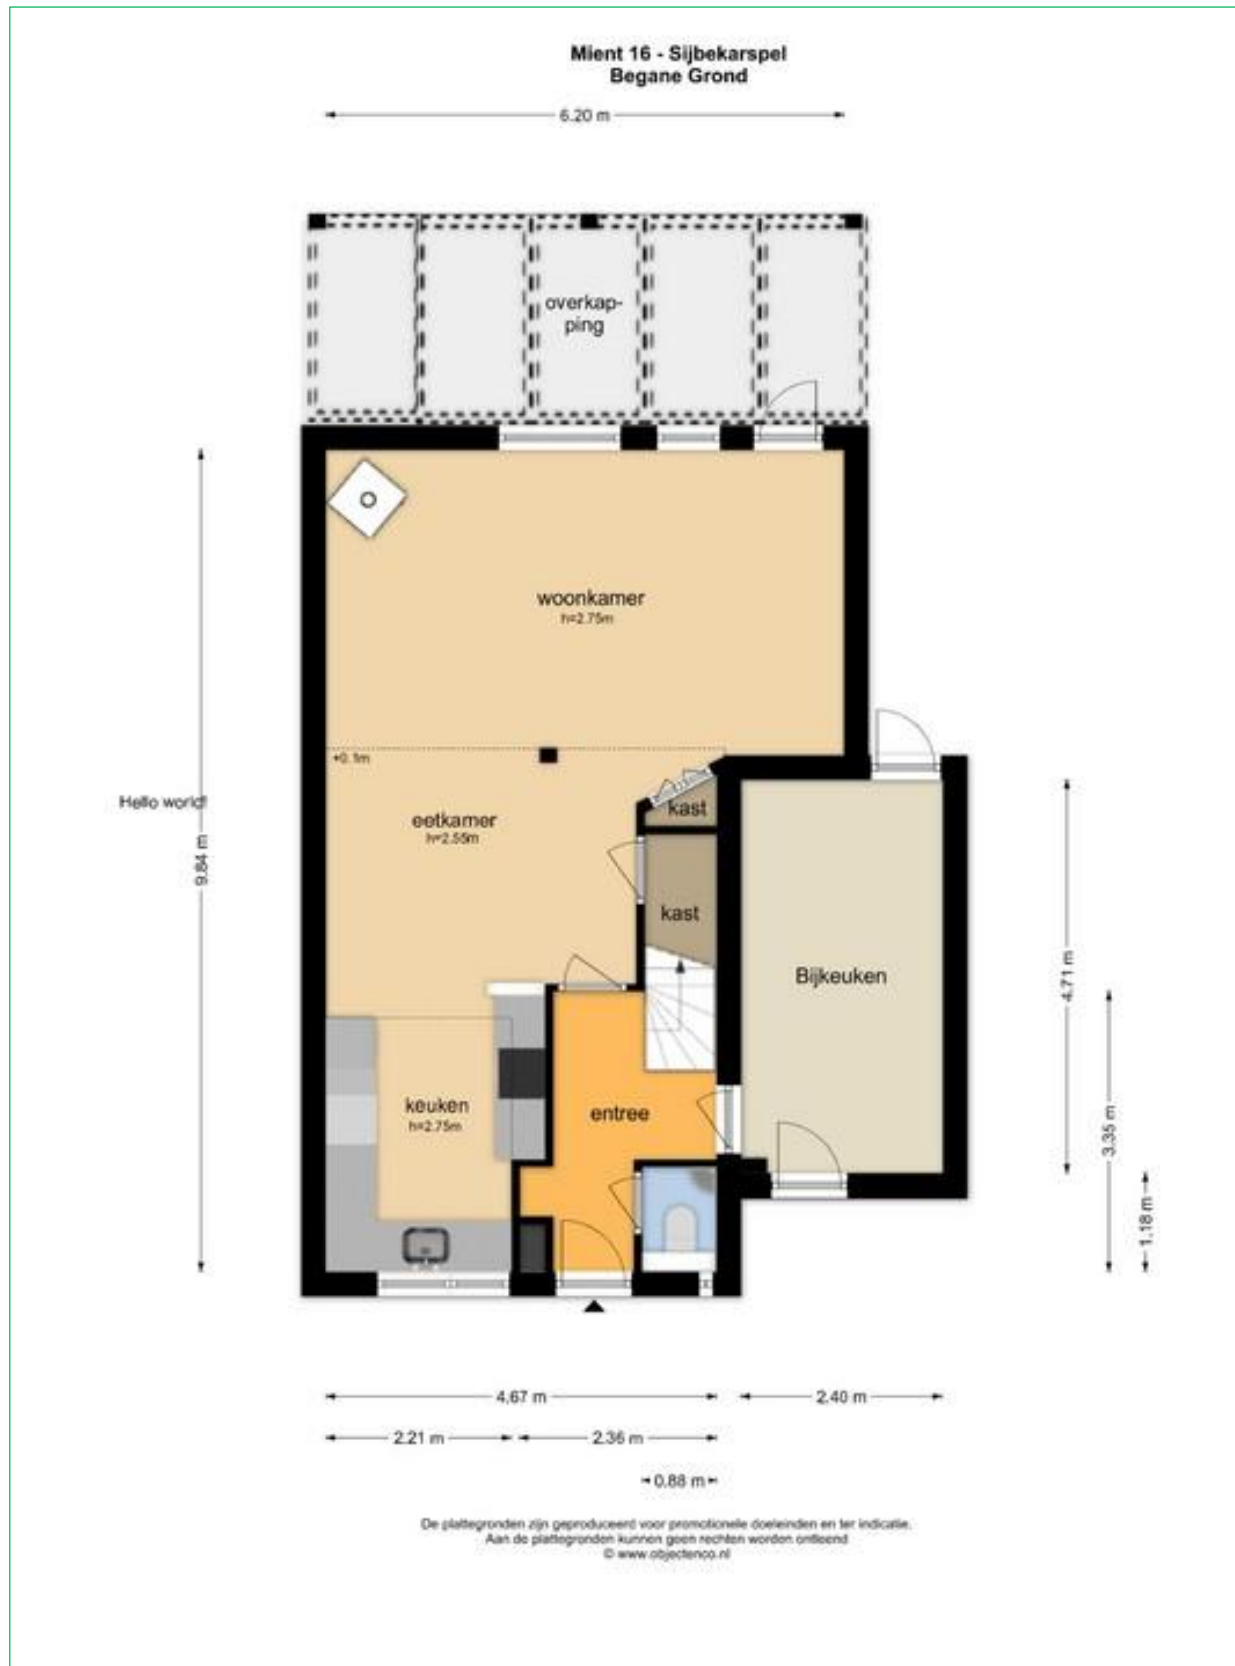 Mient 16 - Sijbekarspel
Begane Grond
6.20 m
overkap-
ping
woonkamer
h=2.75m
+0.1m
Hello world!
eetkamer
h=2.55m
kast
kast
9.84 m
Bijkeuken
4.71 m
keuken
h=2.75m
entree
3.35 m
1.18 m
4.67 m
2.40 m
2.21 m
2.36 m
0.88 m
De plattegronden zijn geproduceerd voor promotionele doeleinden en ter indicatie.
Aan de plattegronden kunnen geen rechten worden ontleend
© www.objectenco.nl